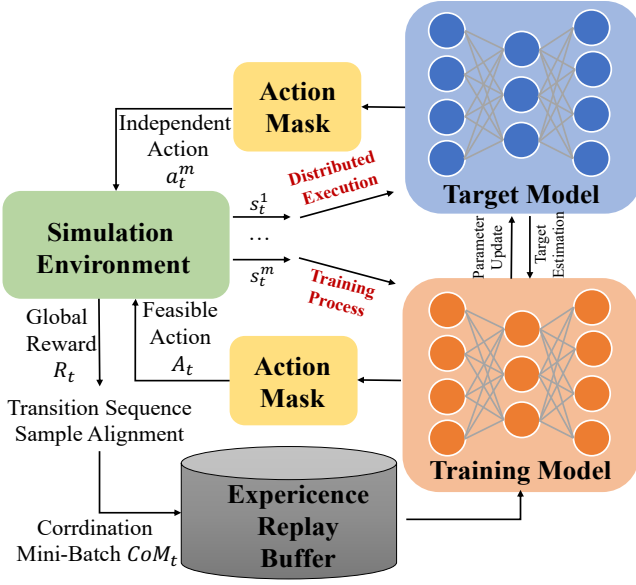 Action
Mask
Independent
Action
a_t^m
Distributed
Execution
Target Model
s_t^1
...
s_t^m
Simulation
Environment
Training
Process
Parameter
Update
Target
Estimation
Global
Reward
R_t
Feasible
Action
A_t
Action
Mask
Transition Sequence
Sample Alignment
Training Model
Expericence
Replay
Buffer
Corrdination
Mini-Batch CoM_t